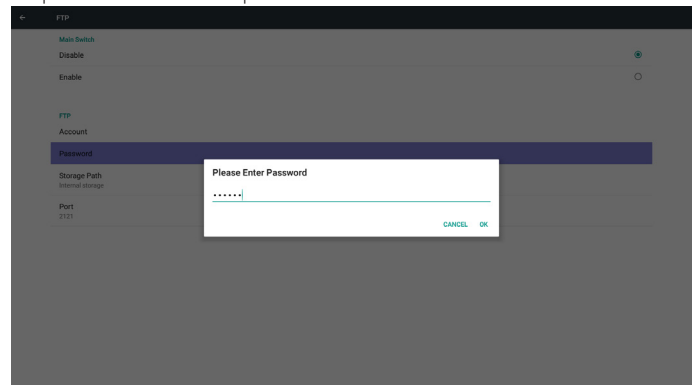 FTP
Main Switch
Disable
Enable
FTP
Account
Password
Storage Path
Internal storage
Port
2121
Please Enter Password
••••••
CANCEL OK